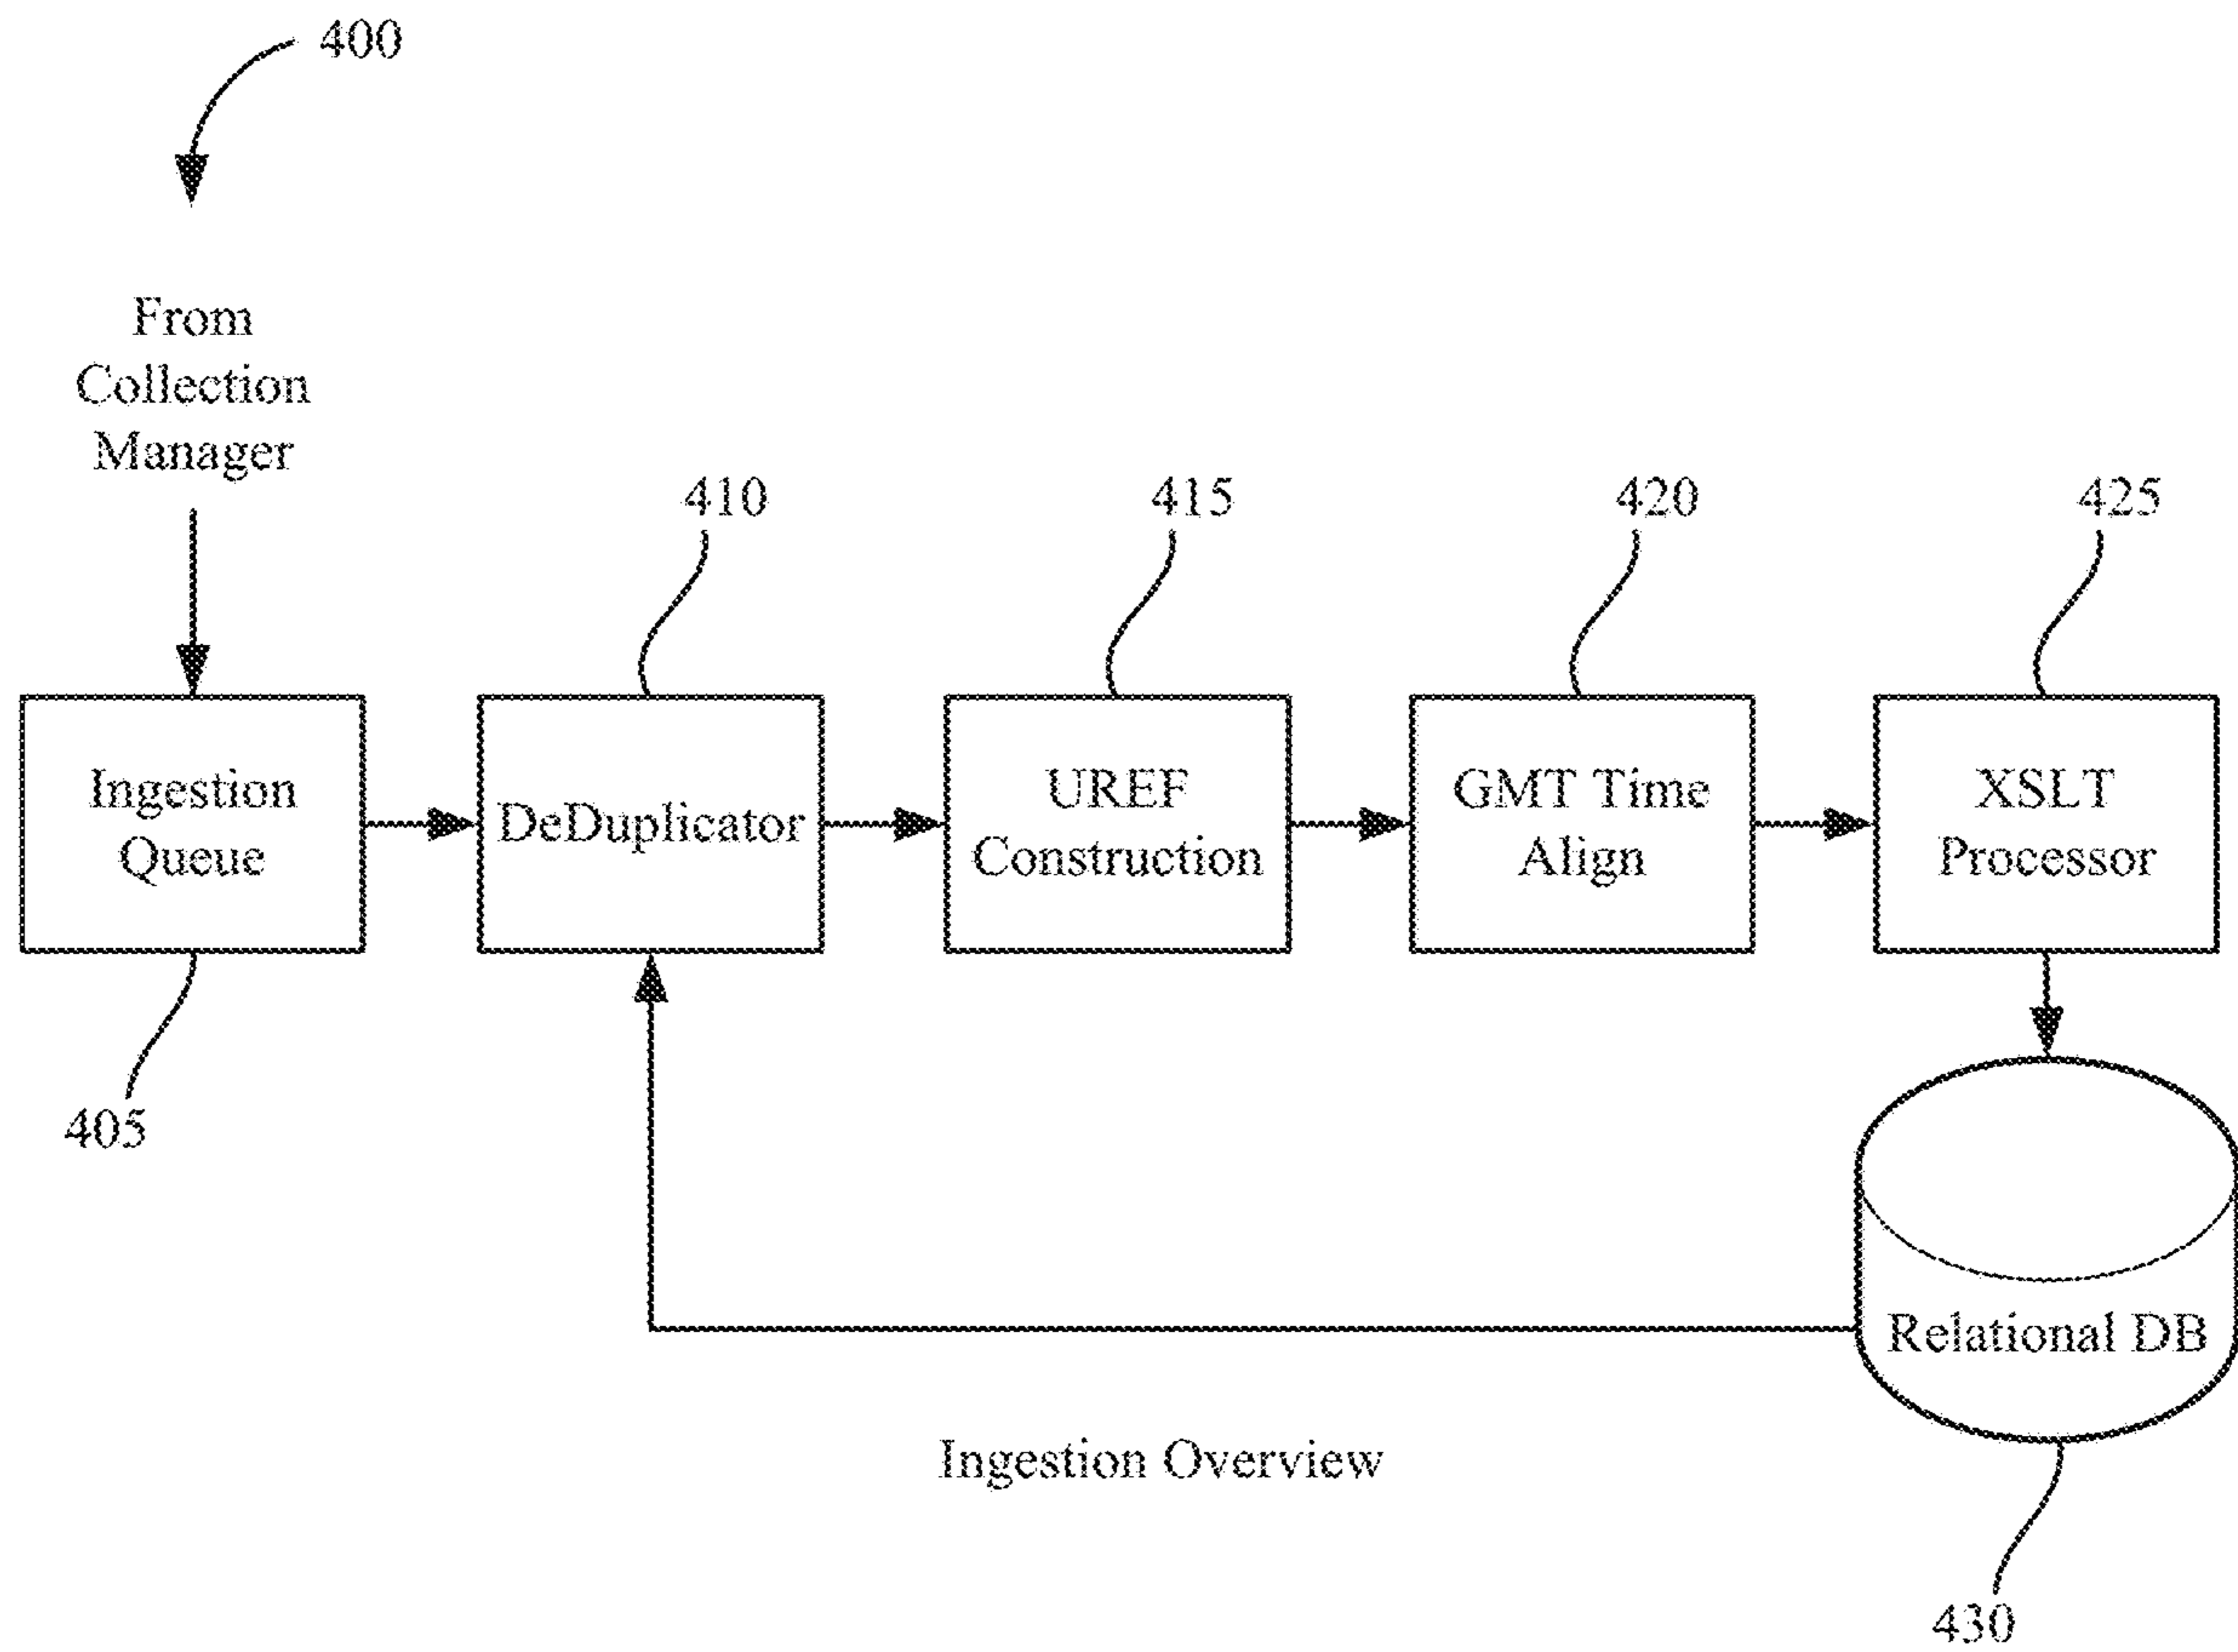 400
From
Collection
Manager
410
415
420
425
Ingestion
Queue
DeDuplicator
UREF
Construction
GMT Time
Align
XSLT
Processor
405
Relational DB
Ingestion Overview
430